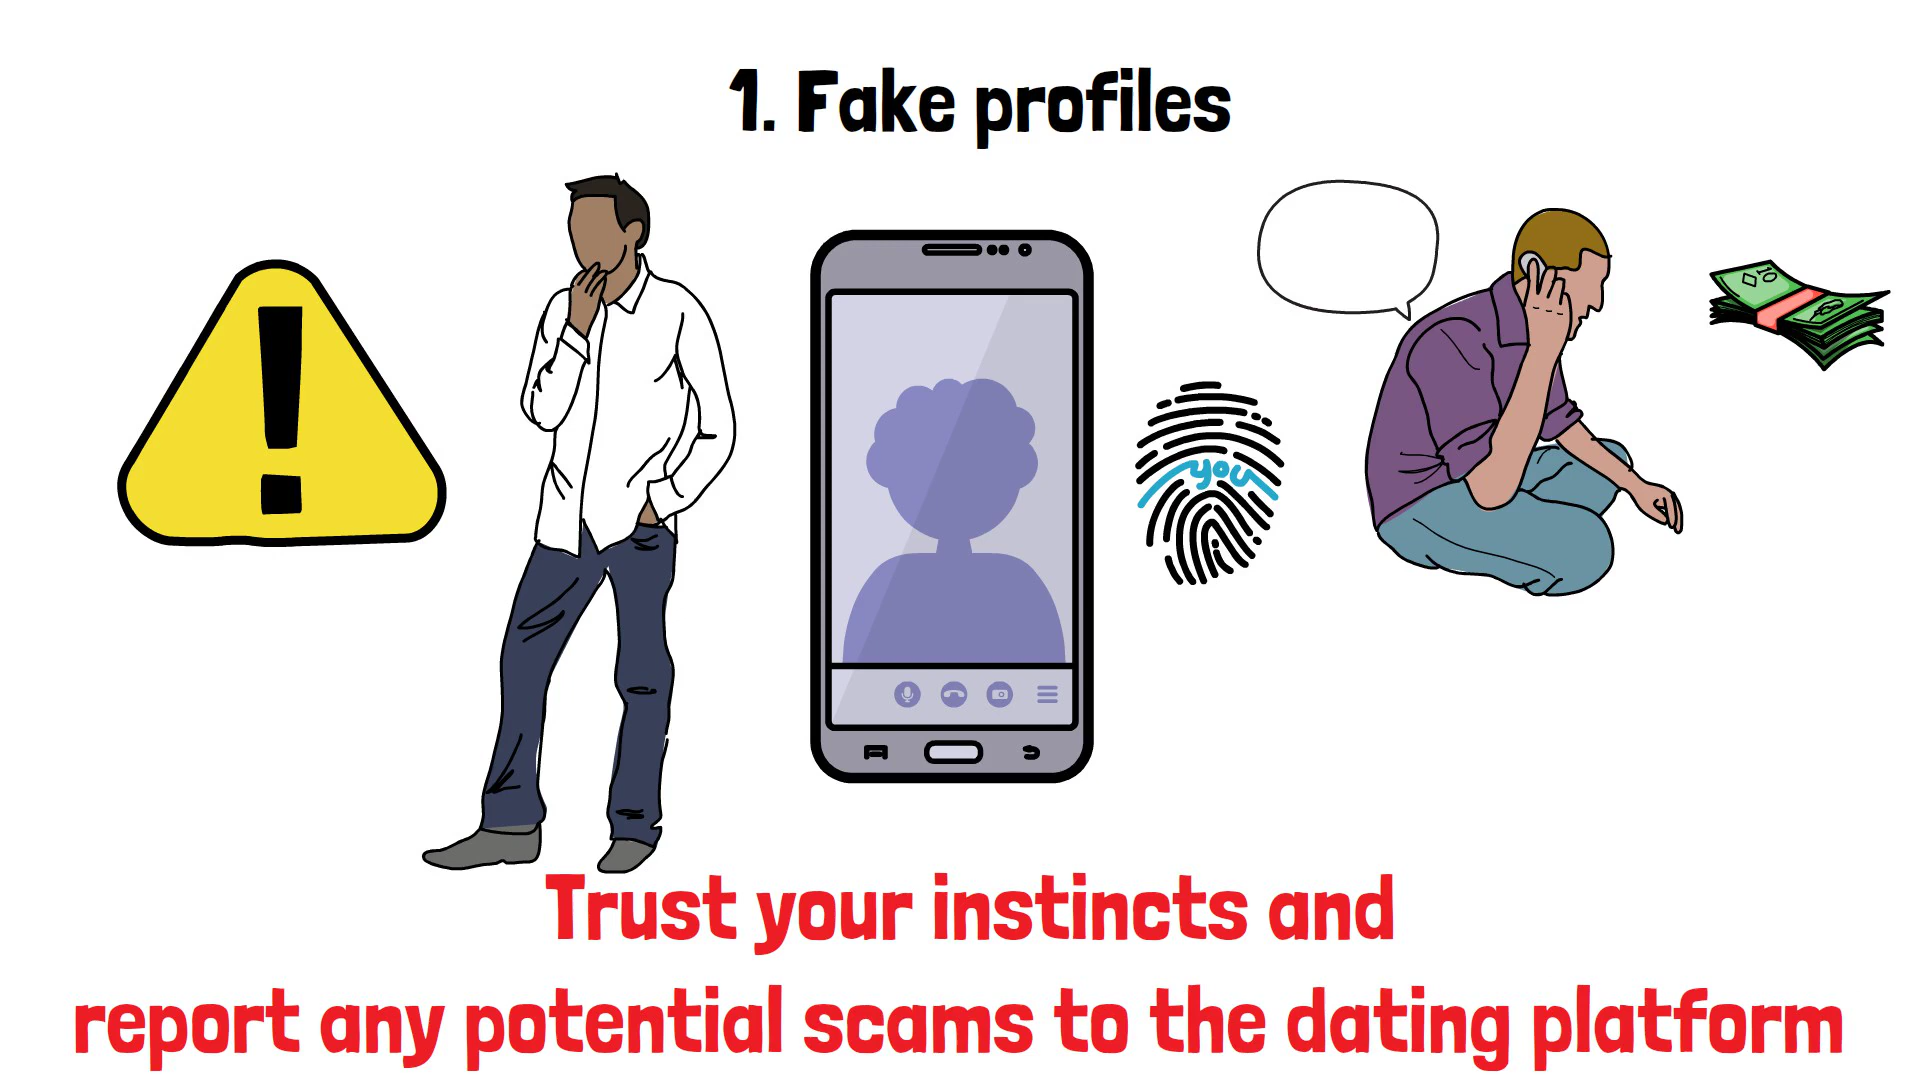 1. Fake profiles
you
Trust your instincts and
report any potential scams to the dating platform